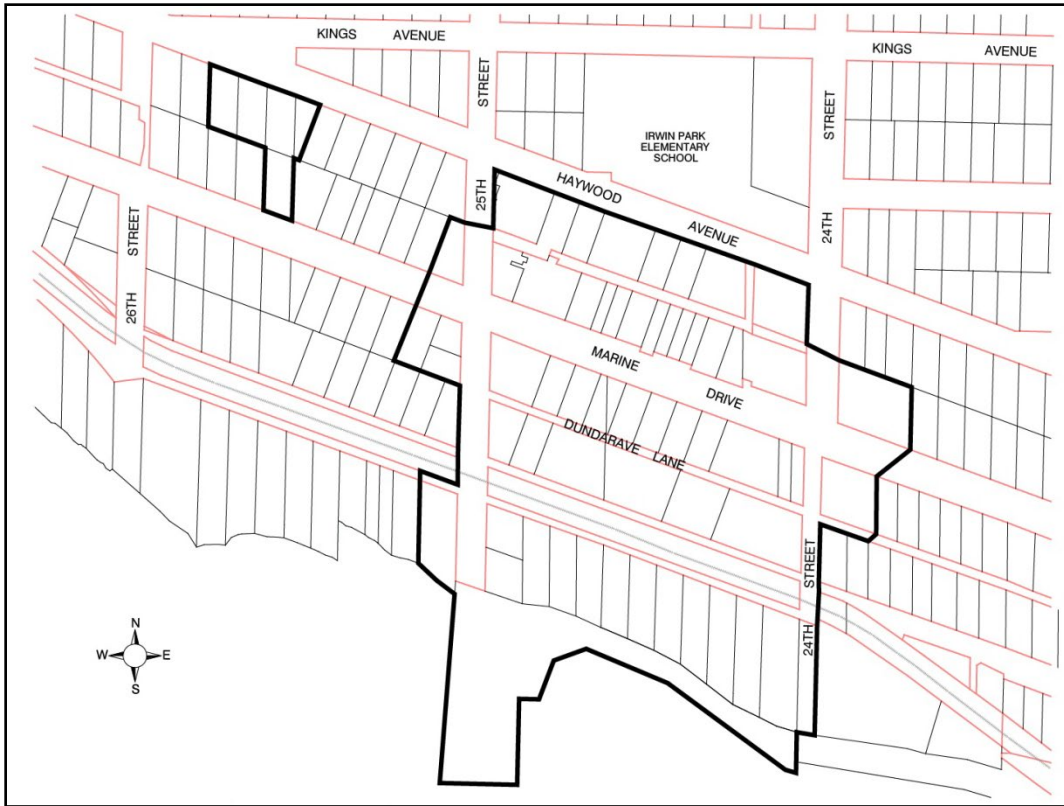 KINGS AVENUE
KINGS AVENUE
STREET
STREET
IRWIN PARK
ELEMENTARY
SCHOOL
HAYWOOD
AVENUE
25TH
24TH
STREET
26TH
MARINE
DRIVE
DUNDARAVE LANE
STREET
24TH
N
W E
S